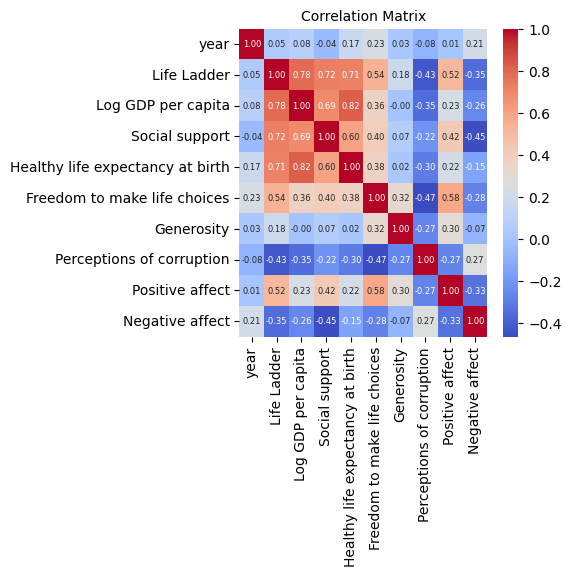 Correlation Matrix
year 1.00 0.05 0.08 -0.04 0.17 0.23 0.03 -0.08 0.01 0.21
Life Ladder 0.05 1.00 0.78 0.72 0.71 0.54 0.18 -0.43 0.52 -0.35
Log GDP per capita 0.08 0.78 1.00 0.69 0.82 0.36 -0.00 -0.35 0.23 -0.26
Social support -0.04 0.72 0.69 1.00 0.60 0.40 0.07 -0.22 0.42 -0.45
Healthy life expectancy at birth 0.17 0.71 0.82 0.60 1.00 0.38 0.02 -0.30 0.22 -0.15
Freedom to make life choices 0.23 0.54 0.36 0.40 0.38 1.00 0.32 -0.47 0.58 -0.28
Generosity 0.03 0.18 -0.00 0.07 0.02 0.32 1.00 -0.27 0.30 -0.07
Perceptions of corruption -0.08 -0.43 -0.35 -0.22 -0.30 -0.47 -0.27 1.00 -0.27 0.27
Positive affect 0.01 0.52 0.23 0.42 0.22 0.58 0.30 -0.27 1.00 -0.33
Negative affect 0.21 -0.35 -0.26 -0.45 -0.15 -0.28 -0.07 0.27 -0.33 1.00
year
Life Ladder
Log GDP per capita
Social support
Healthy life expectancy at birth
Freedom to make life choices
Generosity
Perceptions of corruption
Positive affect
Negative affect
1.0
0.8
0.6
0.4
0.2
0.0
-0.2
-0.4